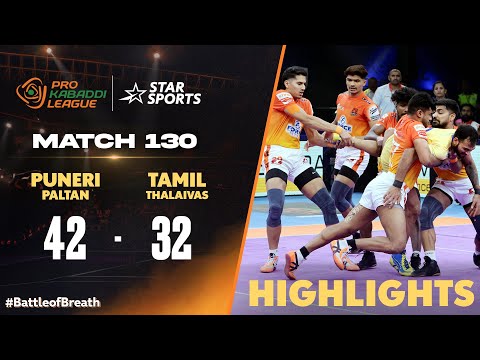 PRO
KABADDI
LEAGUE
STAR
SPORTS
MATCH 130
PUNERI
PALTAN
TAMIL
THALAIVAS
42 - 32
#BattleofBreath
HIGHLIGHTS